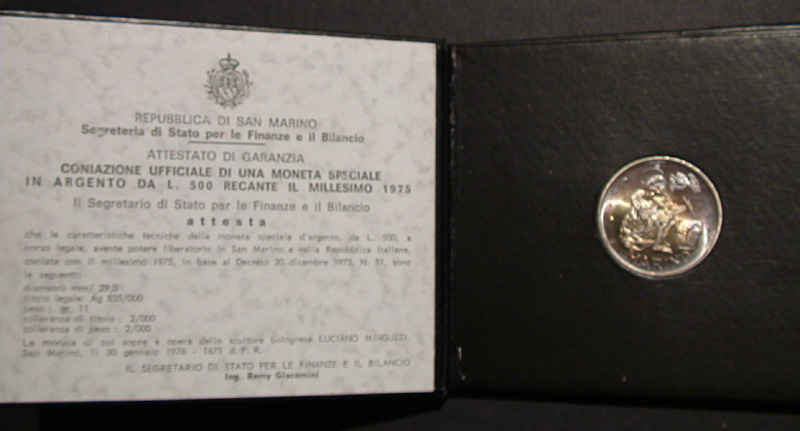 REPUBBLICA DI SAN MARINO
Segreteria di Stato per le Finanze e il Bilancio
ATTESTATO DI GARANZIA
CONIAZIONE UFFICIALE DI UNA MONETA SPECIALE
IN ARGENTO DA L. 500 RECANTE IL MILLESIMO 1975
Il Segretario di Stato per le Finanze e il Bilancio
attesta
che le caratteristiche tecniche della moneta speciale d'argento, da L. 500, a
corso legale, avente potere liberatorio in San Marino e nella Repubblica Italiana,
coniata con il millesimo 1975, in base al Decreto 30 dicembre 1975, N. 51, sono
le seguenti:
diametro mm/ 29,0
titolo legale: Ag 835/000
peso : gr. 11
tolleranza di titolo : 2/000
tolleranza di peso : 2/000
La moneta di cui sopra è opera dello scultore bolognese LUCIANO MINGUZZI.
San Marino, li 20 gennaio 1976 - 1675 d. F. R.
IL SEGRETARIO DI STATO PER LE FINANZE E IL BILANCIO
Ing. Remy Giacomini